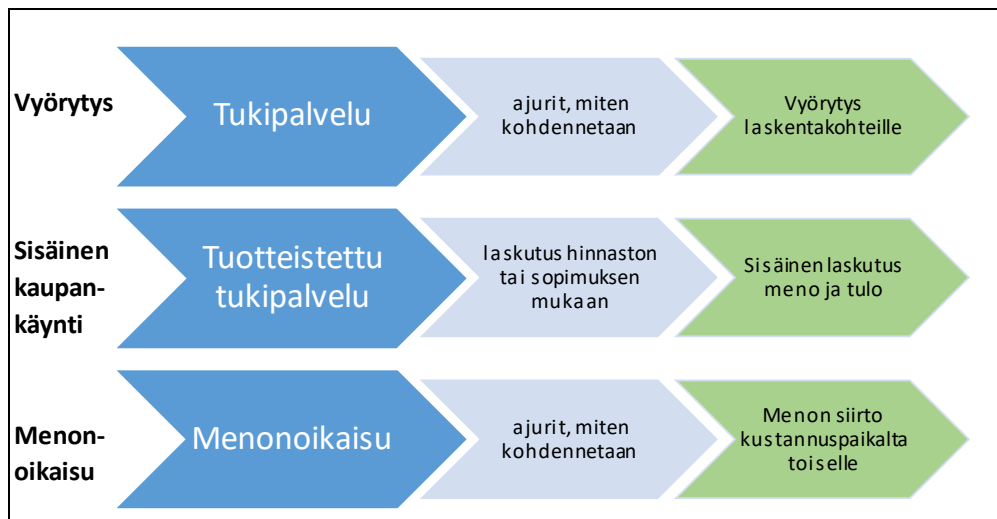 Vyörytys
Tukipalvelu
ajurit, miten
kohdennetaan
Vyörytys
laskentakohteille
Sisäinen
kaupan-
käynti
Tuotteistettu
tukipalvelu
laskutus hinnaston
tai sopimuksen
mukaan
Sisäinen laskutus
meno ja tulo
Menon-
oikaisu
Menonoikaisu
ajurit, miten
kohdennetaan
Menon siirto
kustannuspaikalta
toiselle